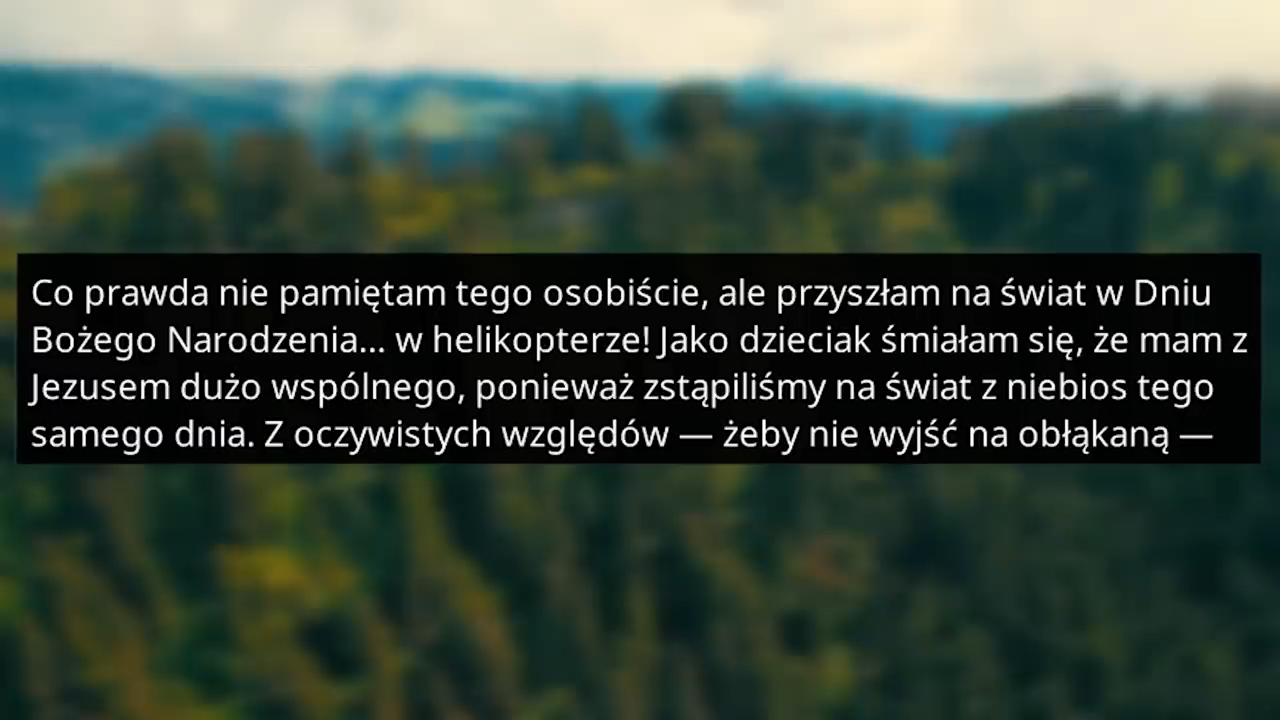 Co prawda nie pamiętam tego osobiście, ale przyszłam na świat w Dniu
Bożego Narodzenia... w helikopterze! Jako dzieciak śmiałam się, że mam z
Jezusem dużo wspólnego, ponieważ zstąpiliśmy na świat z niebios tego
samego dnia. Z oczywistych względów — żeby nie wyjść na obłąkaną —